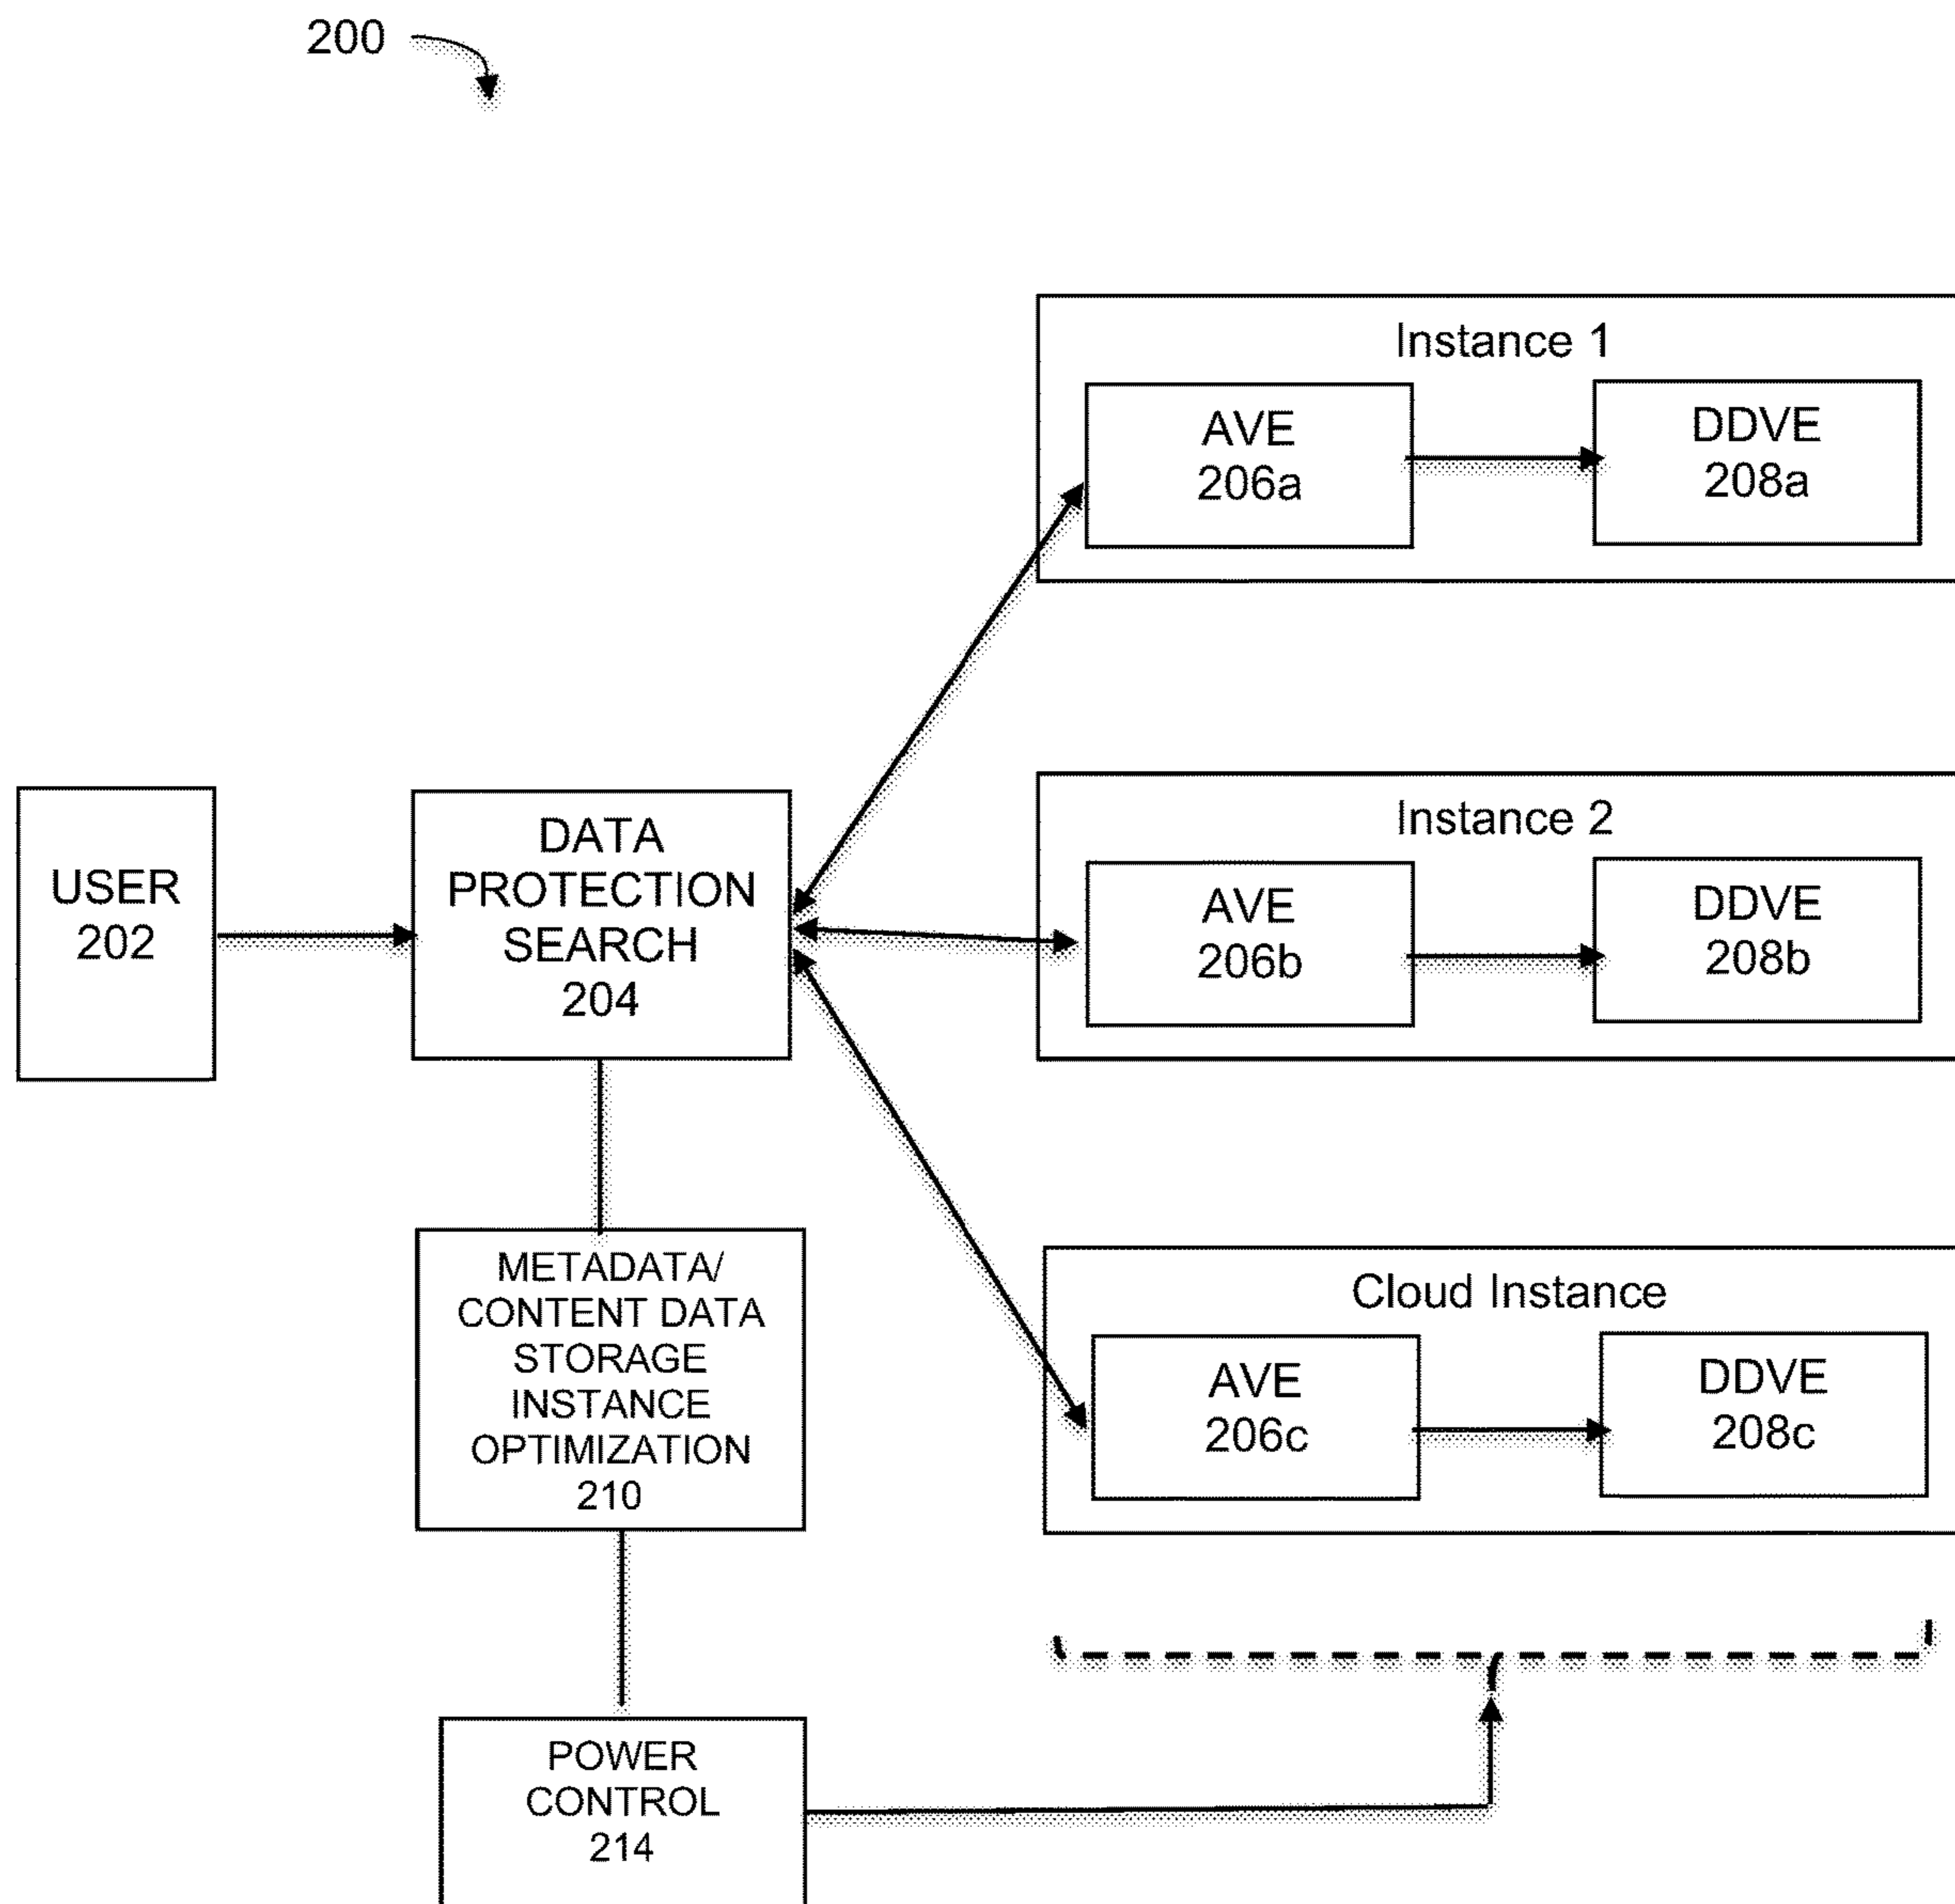 200
Instance 1
AVE
206a
DDVE
208a
USER
202
DATA
PROTECTION
SEARCH
204
Instance 2
AVE
206b
DDVE
208b
METADATA/
CONTENT DATA
STORAGE
INSTANCE
OPTIMIZATION
210
Cloud Instance
AVE
206c
DDVE
208c
POWER
CONTROL
214